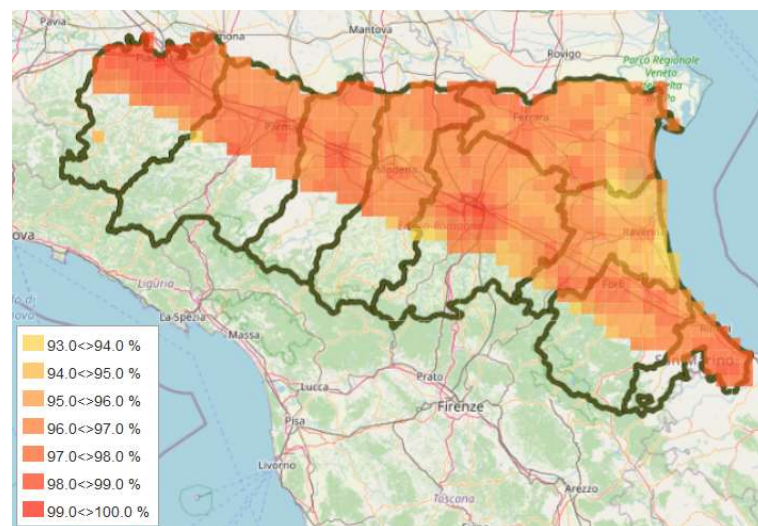 Pavia
Mantova
Rovigo
Parco Regionale
Veneto
Ferrara
Parma
Modena
Ravenna
Forlì
Liguria
La-Spezia
Massa
Lucca
Prato
Pisa
Firenze
Livorno
Arezzo
Toscana
93.0<>94.0 %
94.0<>95.0 %
95.0<>96.0 %
96.0<>97.0 %
97.0<>98.0 %
98.0<>99.0 %
99.0<>100.0 %